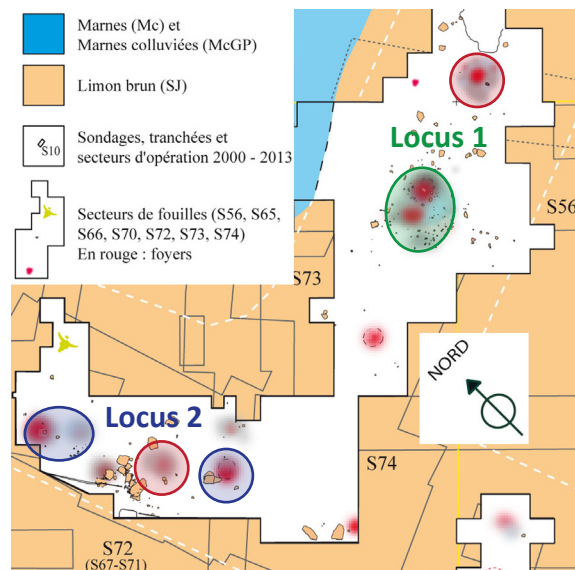 Marnes (Mc) et
Marnes colluviées (McGP)
Limon brun (SJ)
S10
Sondages, tranchées et
secteurs d'opération 2000 - 2013
Secteurs de fouilles (S56, S65,
S66, S70, S72, S73, S74)
En rouge : foyers
Locus 1
S56
S73
NORD
Locus 2
S74
S72
(S67-S71)